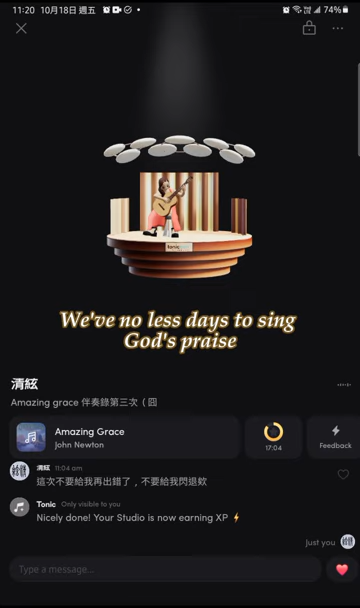 11:20 10月18日 週五 74%
We've no less days to sing
God's praise
清絃
Amazing grace 伴奏錄第三次 ( 囧
Amazing Grace
John Newton
17:04
Feedback
清絃 11:04 am
這次不要給我再出錯了，不要給我閃退欸
Tonic Only visible to you
Nicely done! Your Studio is now earning XP ⚡
Just you
Type a message...